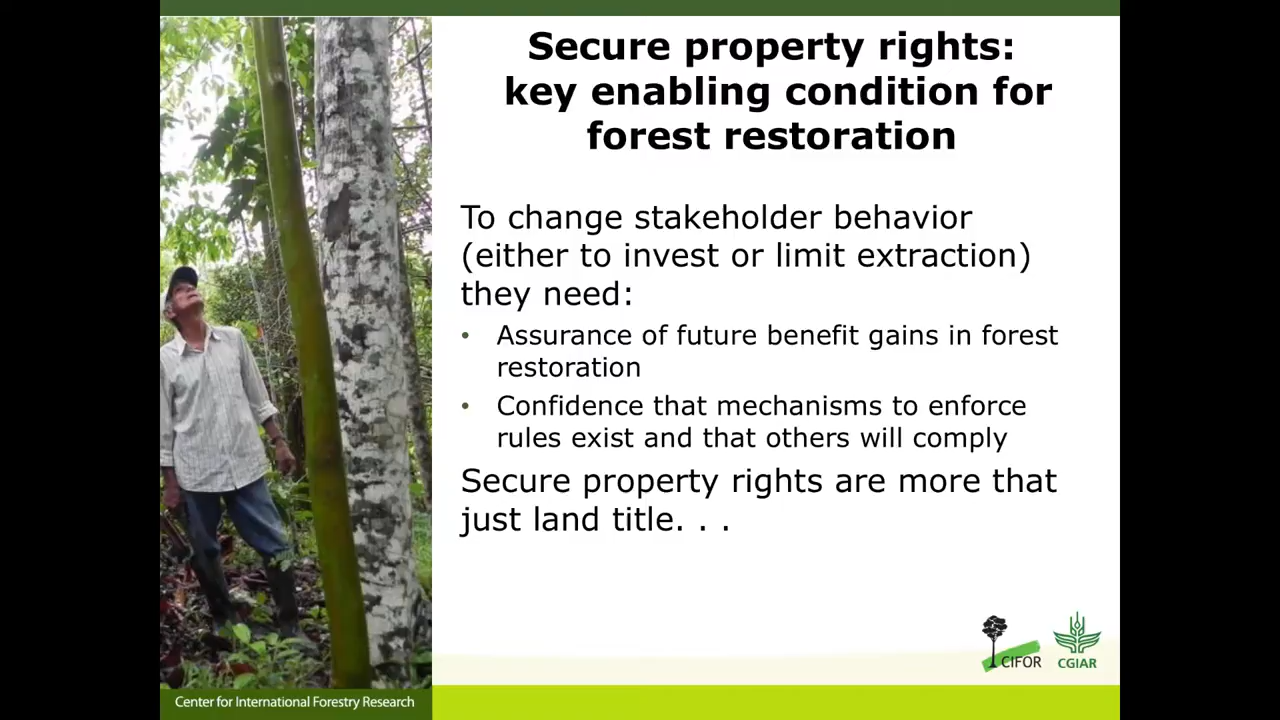 Secure property rights:
key enabling condition for
forest restoration
To change stakeholder behavior
(either to invest or limit extraction)
they need:
• Assurance of future benefit gains in forest
restoration
• Confidence that mechanisms to enforce
rules exist and that others will comply
Secure property rights are more that
just land title. . .
CIFOR
CGIAR
Center for International Forestry Research